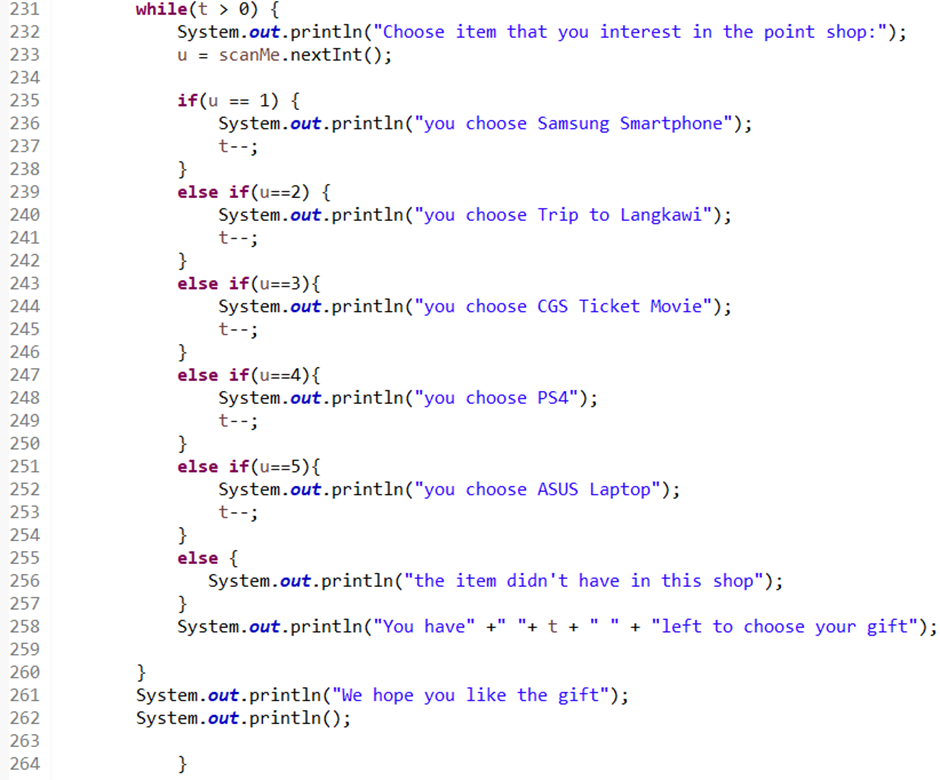 231 while(t > 0) {
232 System.out.println("Choose item that you interest in the point shop:");
233 u = scanMe.nextInt();
234
235 if(u == 1) {
236 System.out.println("you choose Samsung Smartphone");
237 t--;
238 }
239 else if(u==2) {
240 System.out.println("you choose Trip to Langkawi");
241 t--;
242 }
243 else if(u==3){
244 System.out.println("you choose CGS Ticket Movie");
245 t--;
246 }
247 else if(u==4){
248 System.out.println("you choose PS4");
249 t--;
250 }
251 else if(u==5){
252 System.out.println("you choose ASUS Laptop");
253 t--;
254 }
255 else {
256 System.out.println("the item didn't have in this shop");
257 }
258 System.out.println("You have" +" "+ t + " " + "left to choose your gift");
259
260 }
261 System.out.println("We hope you like the gift");
262 System.out.println();
263
264 }